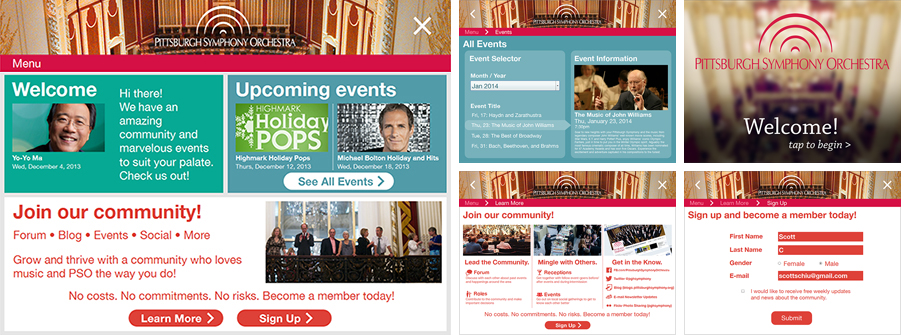 PITTSBURGH SYMPHONY ORCHESTRA
Menu
Welcome
Hi there!
We have an
amazing
community and
marvelous events
to suit your palate.
Check us out!
Yo-Yo Ma
Wed, December 4, 2013
Upcoming events
HIGHMARK
Holiday
POPS
Highmark Holiday Pops
Thurs, December 12, 2013
Michael Bolton Holiday and Hits
Wed, December 18, 2013
See All Events
Join our community!
Forum • Blog • Events • Social • More
Grow and thrive with a community who loves
music and PSO the way you do!
No costs. No commitments. No risks. Become a member today!
Learn More
Sign Up
PITTSBURGH SYMPHONY ORCHESTRA
Menu
Events
All Events
Event Selector
Month / Year
Jan 2014
Event Title
Fri, 17: Haydn and Zarathustra
Thu, 23: The Music of John Williams
Tue, 28: The Best of Broadway
Fri, 31: Bach, Beethoven, and Brahms
Event Information
The Music of John Williams
Thu, January 23, 2014
7:30pm
PITTSBURGH SYMPHONY ORCHESTRA
Welcome!
tap to begin >
Menu
Learn More
Join our community!
Lead the Community.
Forum
Roles
Mingle with Others.
Receptions
Events
Get in the Know.
No costs. No commitments. No risks. Become a member today!
Sign Up
Menu
Learn More
Sign Up
Sign up and become a member today!
First Name
Scott
Last Name
C
Gender
Female
Male
E-mail
scottschiu@gmail.com
I would like to receive free weekly updates
and news about the community.
Submit